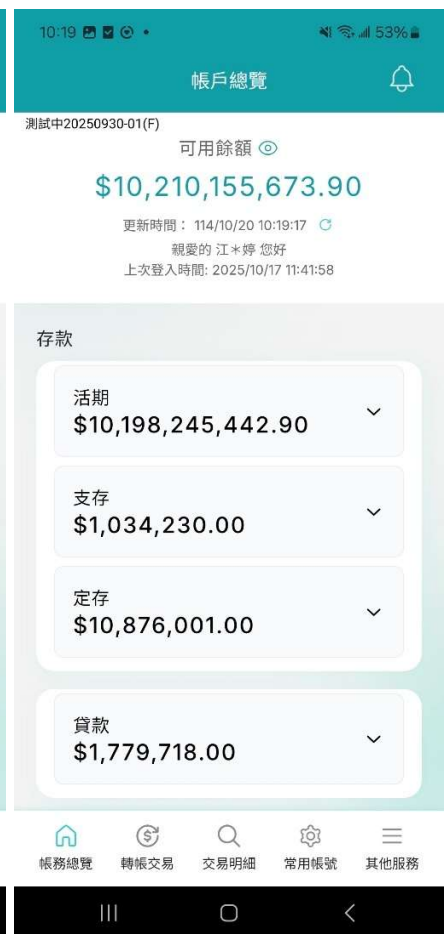 10:19 53%
帳戶總覽
測試中20250930-01(F)
可用餘額
$10,210,155,673.90
更新時間： 114/10/20 10:19:17
親愛的 江＊婷 您好
上次登入時間: 2025/10/17 11:41:58
存款
活期
$10,198,245,442.90
支存
$1,034,230.00
定存
$10,876,001.00
貸款
$1,779,718.00
帳務總覽 轉帳交易 交易明細 常用帳號 其他服務